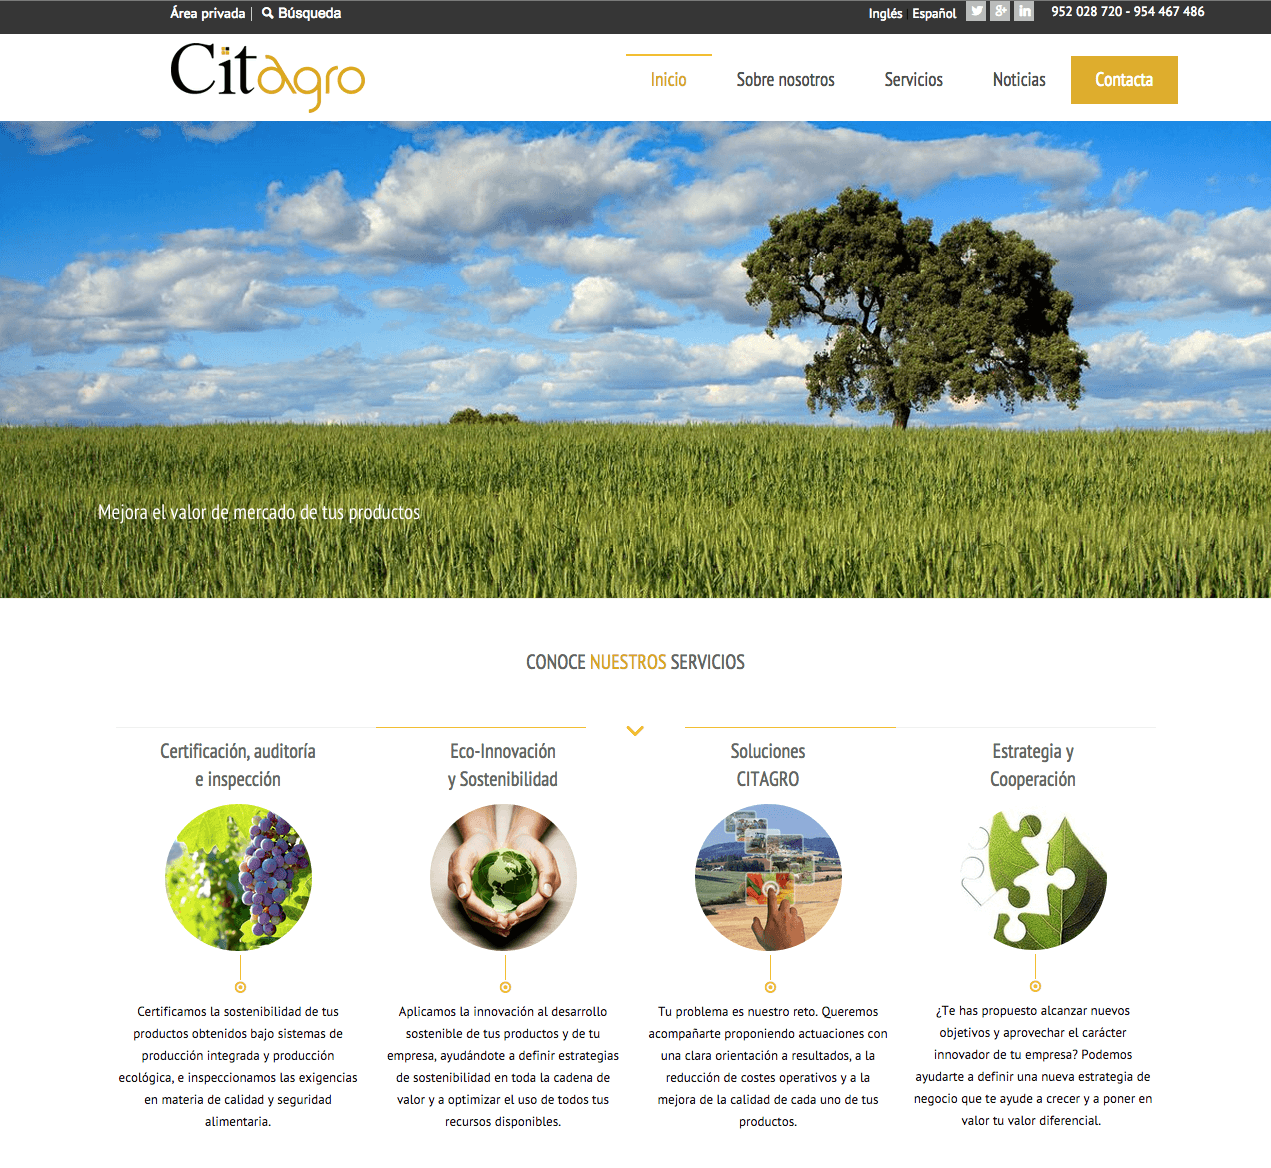 Área privada | Búsqueda
Inglés | Español
952 028 720 - 954 467 486
Citagro
Inicio
Sobre nosotros
Servicios
Noticias
Contacta
Mejora el valor de mercado de tus productos
CONOCE NUESTROS SERVICIOS
Certificación, auditoría
e inspección
Certificamos la sostenibilidad de tus
productos obtenidos bajo sistemas de
producción integrada y producción
ecológica, e inspeccionamos las exigencias
en materia de calidad y seguridad
alimentaria.
Eco-Innovación
y Sostenibilidad
Aplicamos la innovación al desarrollo
sostenible de tus productos y de tu
empresa, ayudándote a definir estrategias
de sostenibilidad en toda la cadena de
valor y a optimizar el uso de todos tus
recursos disponibles.
Soluciones
CITAGRO
Tu problema es nuestro reto. Queremos
acompañarte proponiendo actuaciones con
una clara orientación a resultados, a la
reducción de costes operativos y a la
mejora de la calidad de cada uno de tus
productos.
Estrategia y
Cooperación
¿Te has propuesto alcanzar nuevos
objetivos y aprovechar el carácter
innovador de tu empresa? Podemos
ayudarte a definir una nueva estrategia de
negocio que te ayude a crecer y a poner en
valor tu valor diferencial.